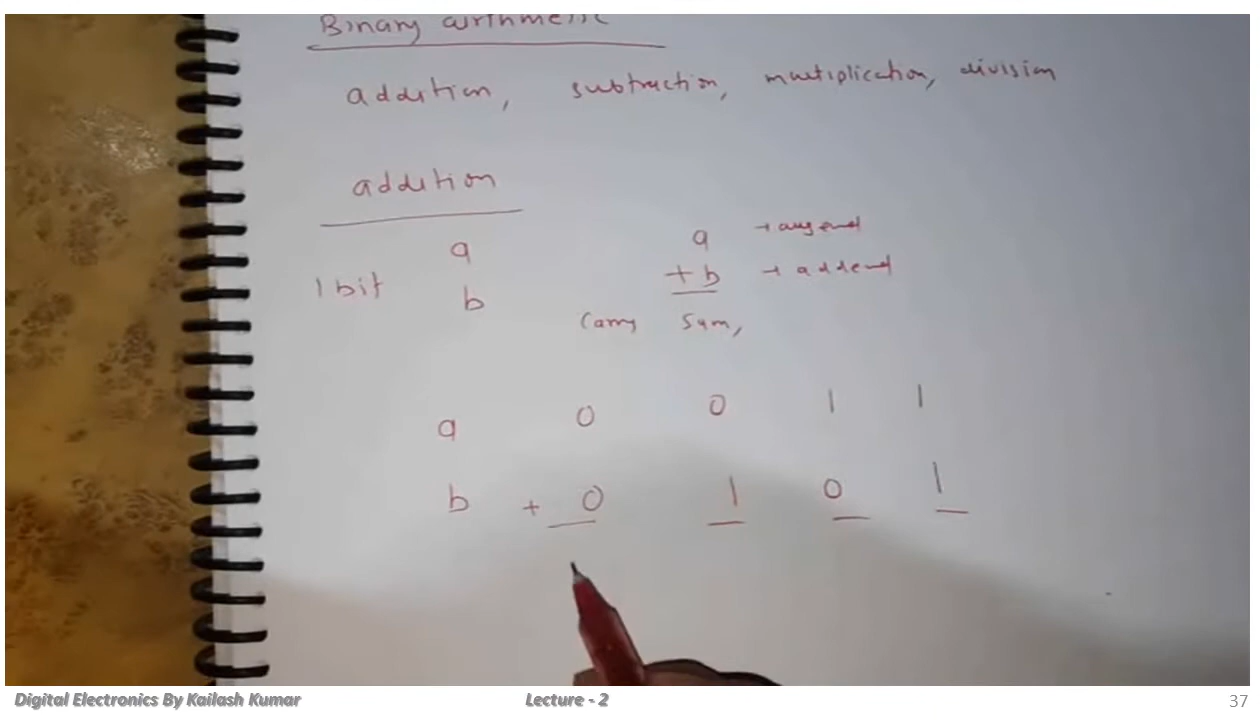 Binary arithmetic
addition, subtraction, multiplication, division
addition
a a → augend
1 bit b + b → addend
Carry Sum,
a 0 0 1 1
b + 0 1 0 1
Digital Electronics By Kailash Kumar Lecture - 2 37